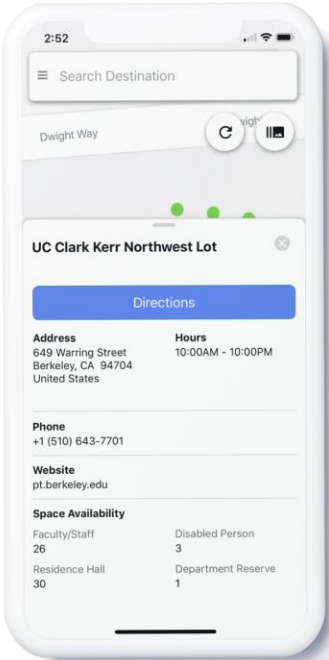 2:52
Search Destination
Dwight Way
UC Clark Kerr Northwest Lot
Directions
Address
649 Warring Street
Berkeley, CA 94704
United States
Hours
10:00AM - 10:00PM
Phone
+1 (510) 643-7701
Website
pt.berkeley.edu
Space Availability
Faculty/Staff
26
Disabled Person
3
Residence Hall
30
Department Reserve
1